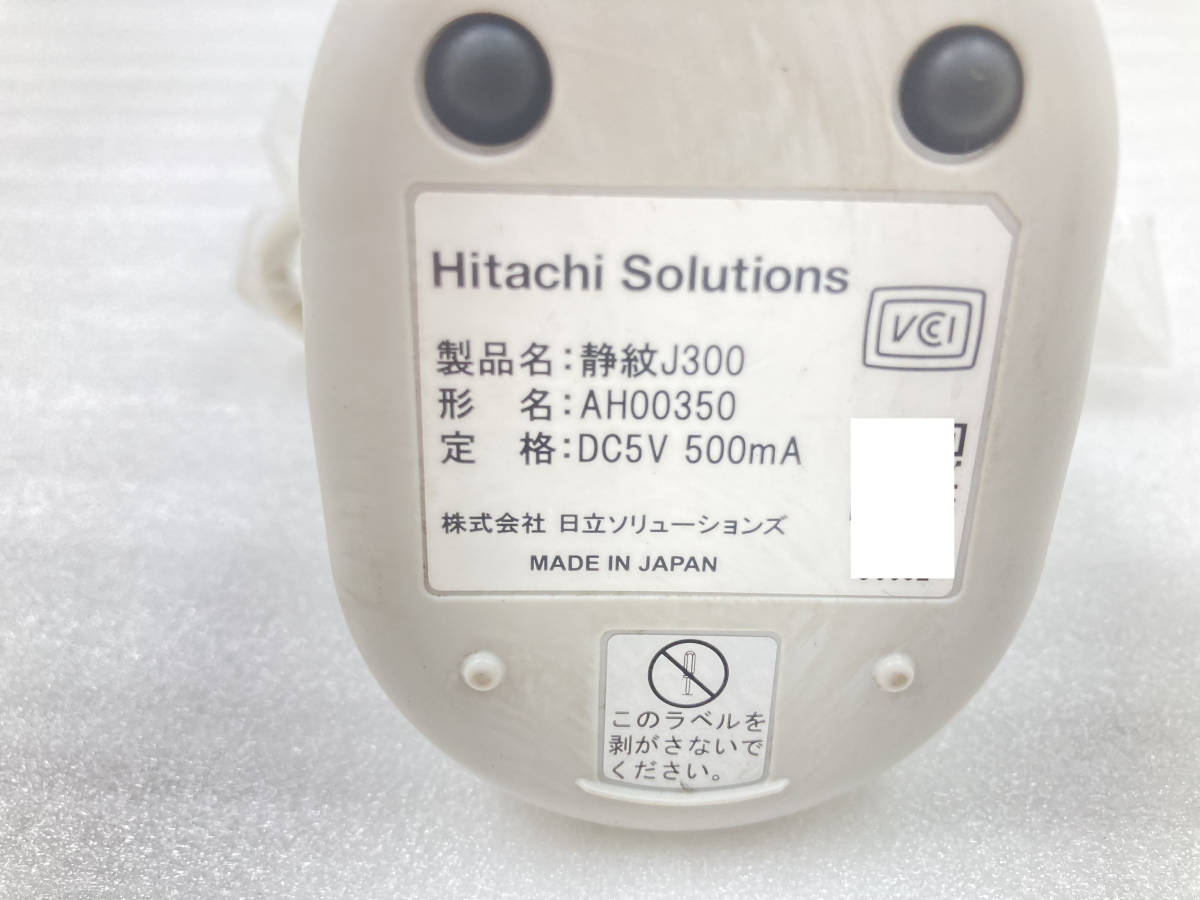 Hitachi Solutions
VCCI
製品名:静紋J300
形 名:AH00350
定 格:DC5V 500mA
株式会社 日立ソリューションズ
MADE IN JAPAN
このラベルを
剥がさないで
ください。